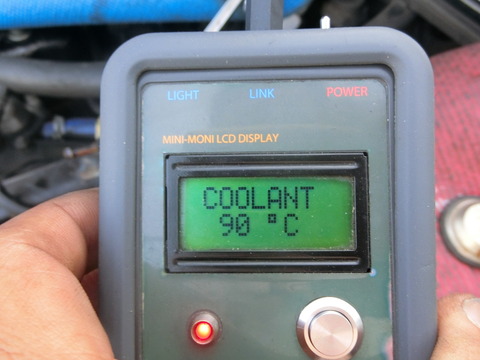 LIGHT LINK POWER
MINI-MONI LCD DISPLAY
COOLANT
90 °C